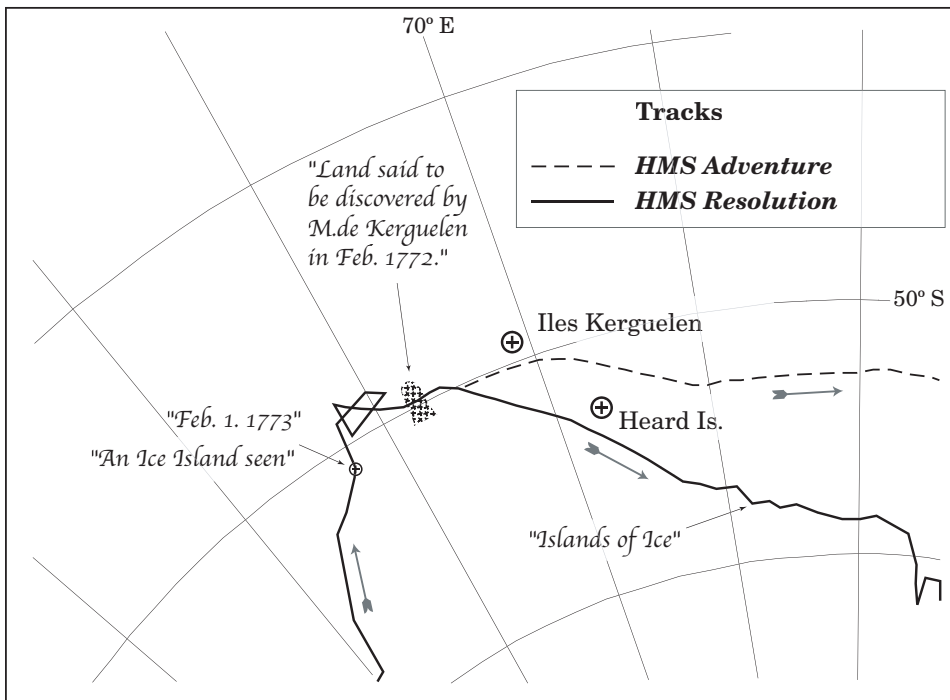 70º E
Tracks
HMS Adventure
HMS Resolution
"Land said to
be discovered by
M.de Kerguelen
in Feb. 1772."
50º S
Iles Kerguelen
Heard Is.
"Feb. 1. 1773"
"An Ice Island seen"
"Islands of Ice"